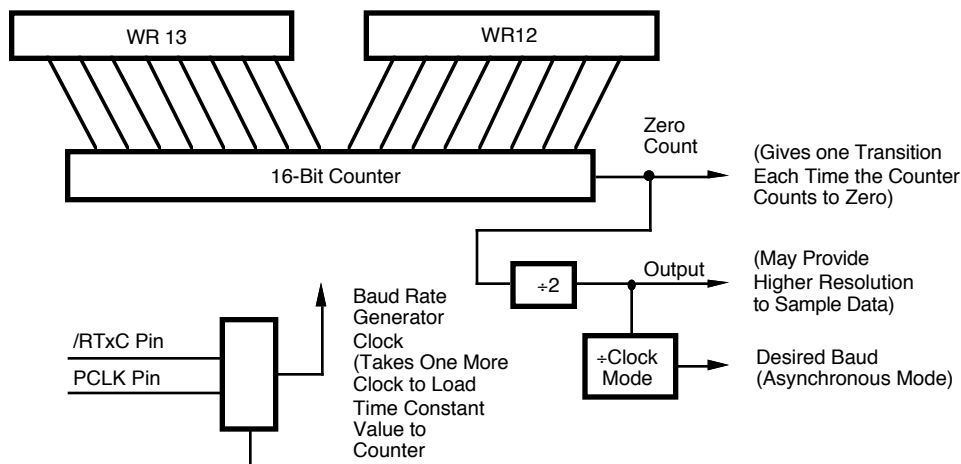 WR 13
WR12
16-Bit Counter
Zero
Count
(Gives one Transition
Each Time the Counter
Counts to Zero)
÷2
Output
(May Provide
Higher Resolution
to Sample Data)
÷Clock
Mode
Desired Baud
(Asynchronous Mode)
/RTxC Pin
PCLK Pin
Baud Rate
Generator
Clock
(Takes One More
Clock to Load
Time Constant
Value to
Counter